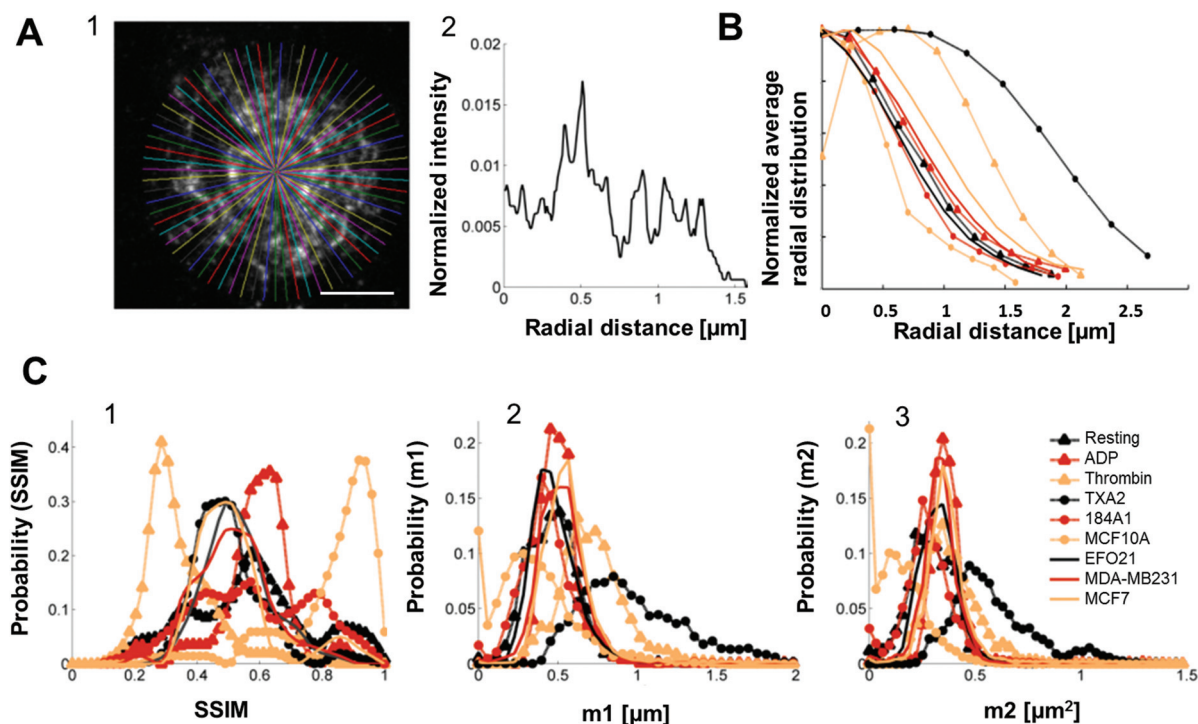 A
1
2
Normalized intensity
0.02
0.015
0.01
0.005
0
0
0.5
1
1.5
Radial distance [µm]
B
Normalized average
radial distribution
0
0.5
1
1.5
2
2.5
Radial distance [µm]
C
1
Probability (SSIM)
0.4
0.3
0.2
0.1
0
0
0.2
0.4
0.6
0.8
1
SSIM
2
Probability (m1)
0.2
0.15
0.1
0.05
0
0
0.5
1
1.5
2
m1 [µm]
3
Probability (m2)
0.2
0.15
0.1
0.05
0
0
0.5
1
1.5
m2 [µm²]
Resting
ADP
Thrombin
TXA2
184A1
MCF10A
EFO21
MDA-MB231
MCF7